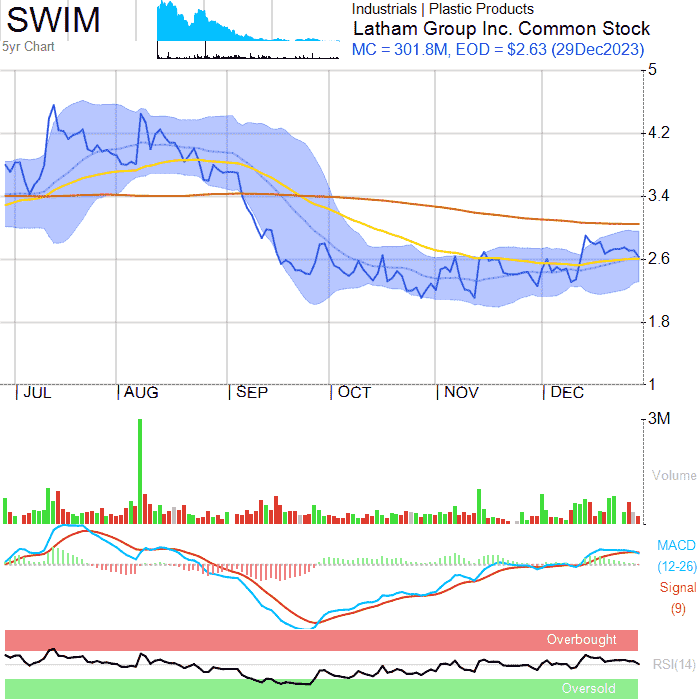 SWIM
5yr Chart
Industrials | Plastic Products
Latham Group Inc. Common Stock
MC = 301.8M, EOD = $2.63 (29Dec2023)
5
4.2
3.4
2.6
1.8
1
JUL AUG SEP OCT NOV DEC
3M
Volume
MACD
(12-26)
Signal
(9)
Overbought
RSI(14)
Oversold